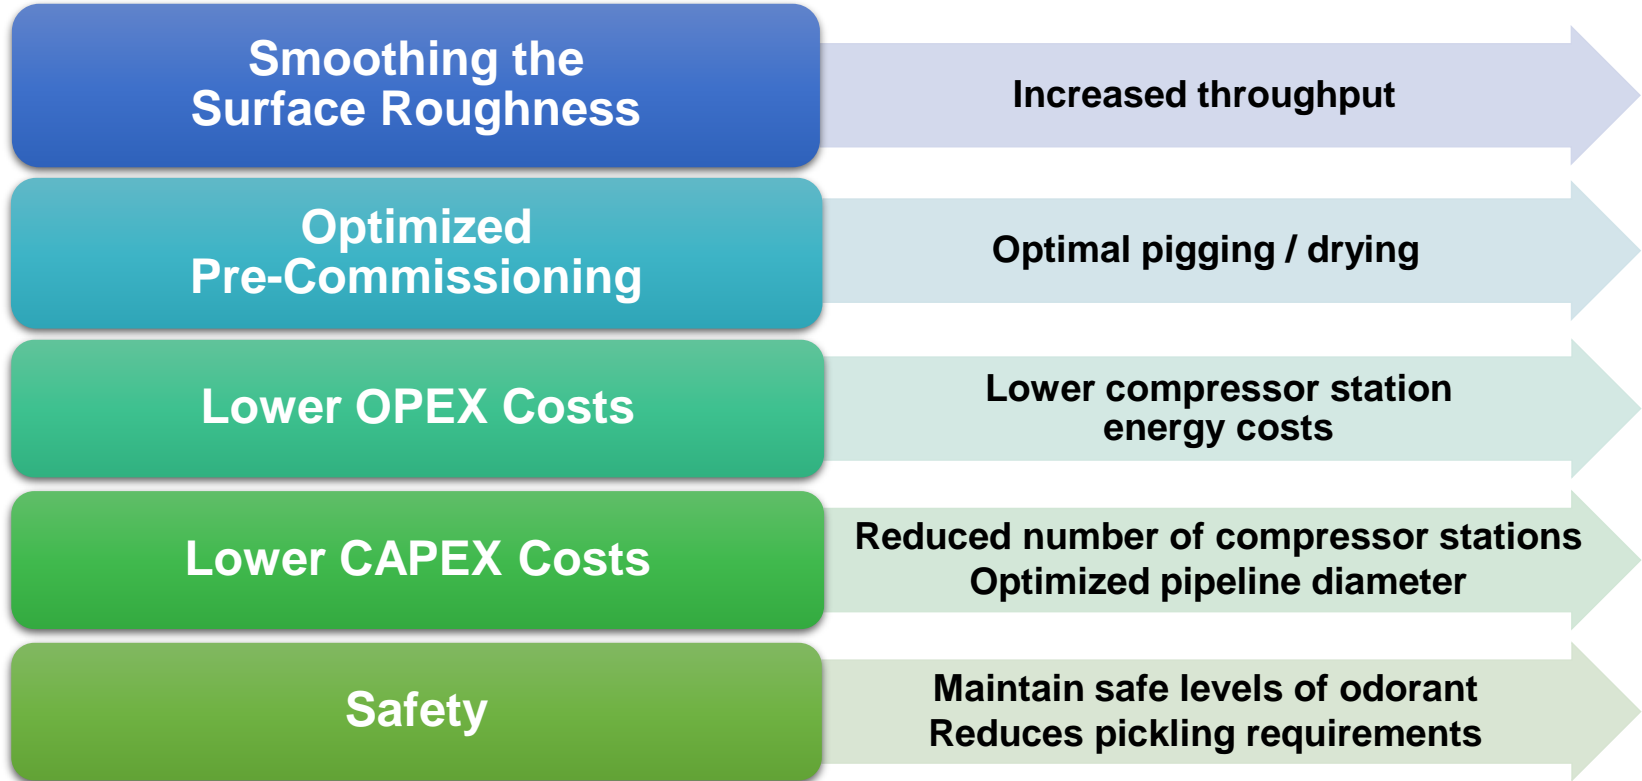 Smoothing the
Surface Roughness
Increased throughput
Optimized
Pre-Commissioning
Optimal pigging / drying
Lower OPEX Costs
Lower compressor station
energy costs
Lower CAPEX Costs
Reduced number of compressor stations
Optimized pipeline diameter
Safety
Maintain safe levels of odorant
Reduces pickling requirements